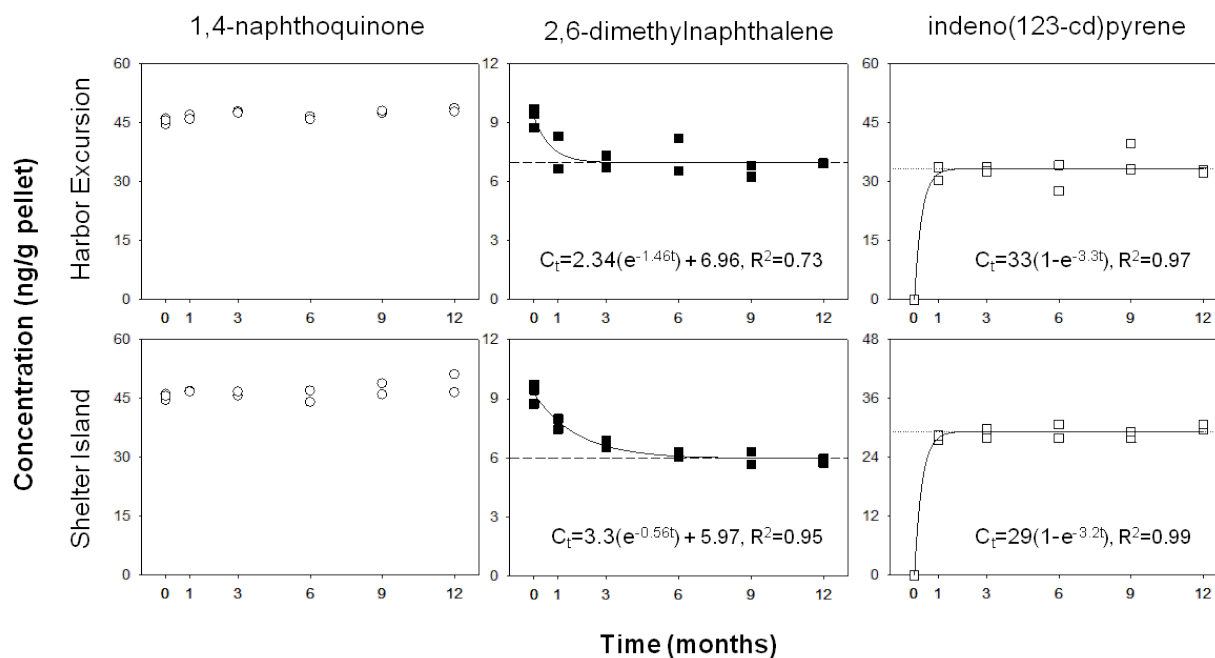 1,4-naphthoquinone
2,6-dimethylnaphthalene
indeno(123-cd)pyrene
Concentration (ng/g pellet)
Harbor Excursion
60
45
30
15
0
0 1 3 6 9 12
12
9
6
3
0
Cₜ=2.34(e⁻¹·⁴⁶ᵗ) + 6.96, R²=0.73
0 1 3 6 9 12
60
45
30
15
0
Cₜ=33(1-e⁻³·³ᵗ), R²=0.97
0 1 3 6 9 12
Shelter Island
60
45
30
15
0
0 1 3 6 9 12
12
9
6
3
0
Cₜ=3.3(e⁻⁰·⁵⁶ᵗ) + 5.97, R²=0.95
0 1 3 6 9 12
48
36
24
12
0
Cₜ=29(1-e⁻³·²ᵗ), R²=0.99
0 1 3 6 9 12
Time (months)